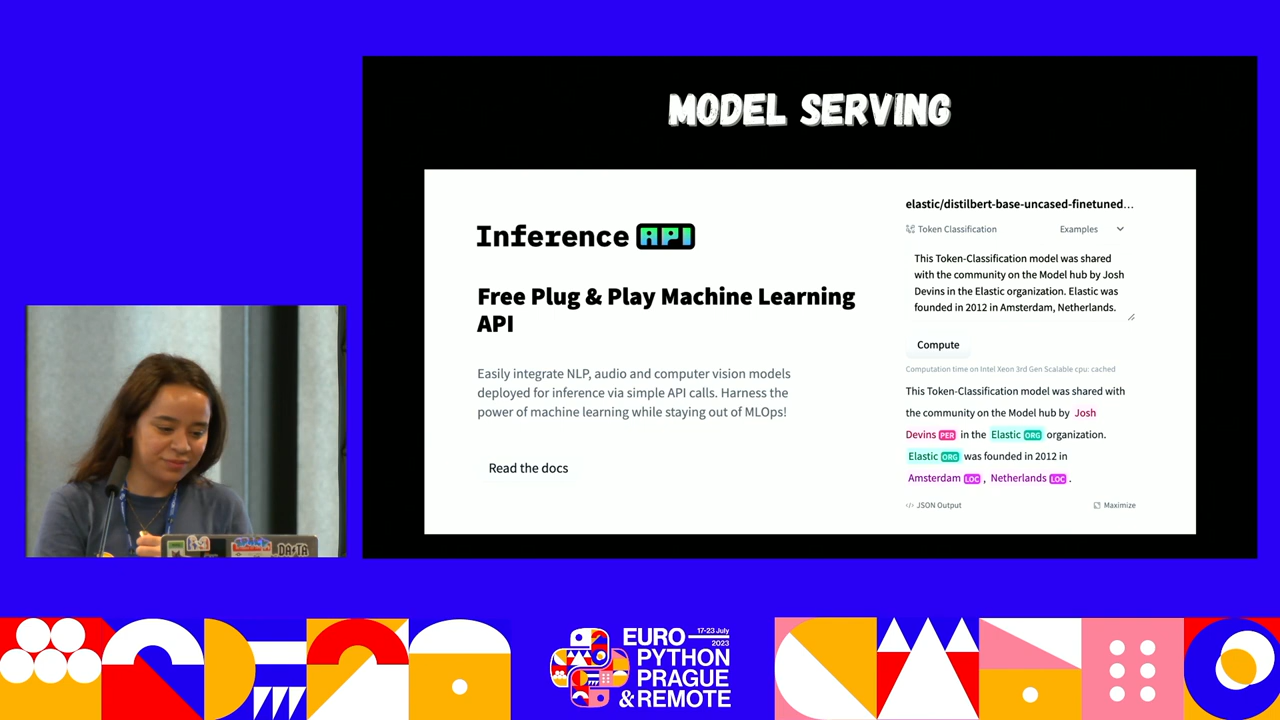 MODEL SERVING
Inference API
Free Plug & Play Machine Learning
API
Easily integrate NLP, audio and computer vision models
deployed for inference via simple API calls. Harness the
power of machine learning while staying out of MLOps!
Read the docs
elastic/distilbert-base-uncased-finetuned...
Token Classification
Examples
This Token-Classification model was shared
with the community on the Model hub by Josh
Devins in the Elastic organization. Elastic was
founded in 2012 in Amsterdam, Netherlands.
Compute
Computation time on Intel Xeon 3rd Gen Scalable cpu: cached
This Token-Classification model was shared with
the community on the Model hub by Josh
Devins PER in the Elastic ORG organization.
Elastic ORG was founded in 2012 in
Amsterdam LOC , Netherlands LOC .
</> JSON Output
Maximize
DATA
17-23 July
2023
EURO
PYTHON
PRAGUE
& REMOTE